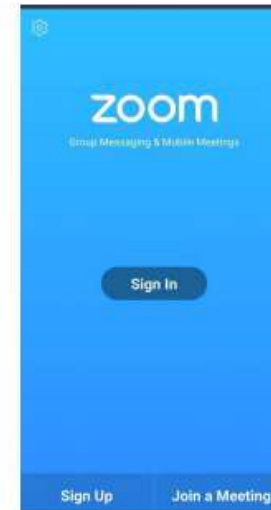 zoom
Group Messaging & Mobile Meetings
Sign In
Sign Up
Join a Meeting